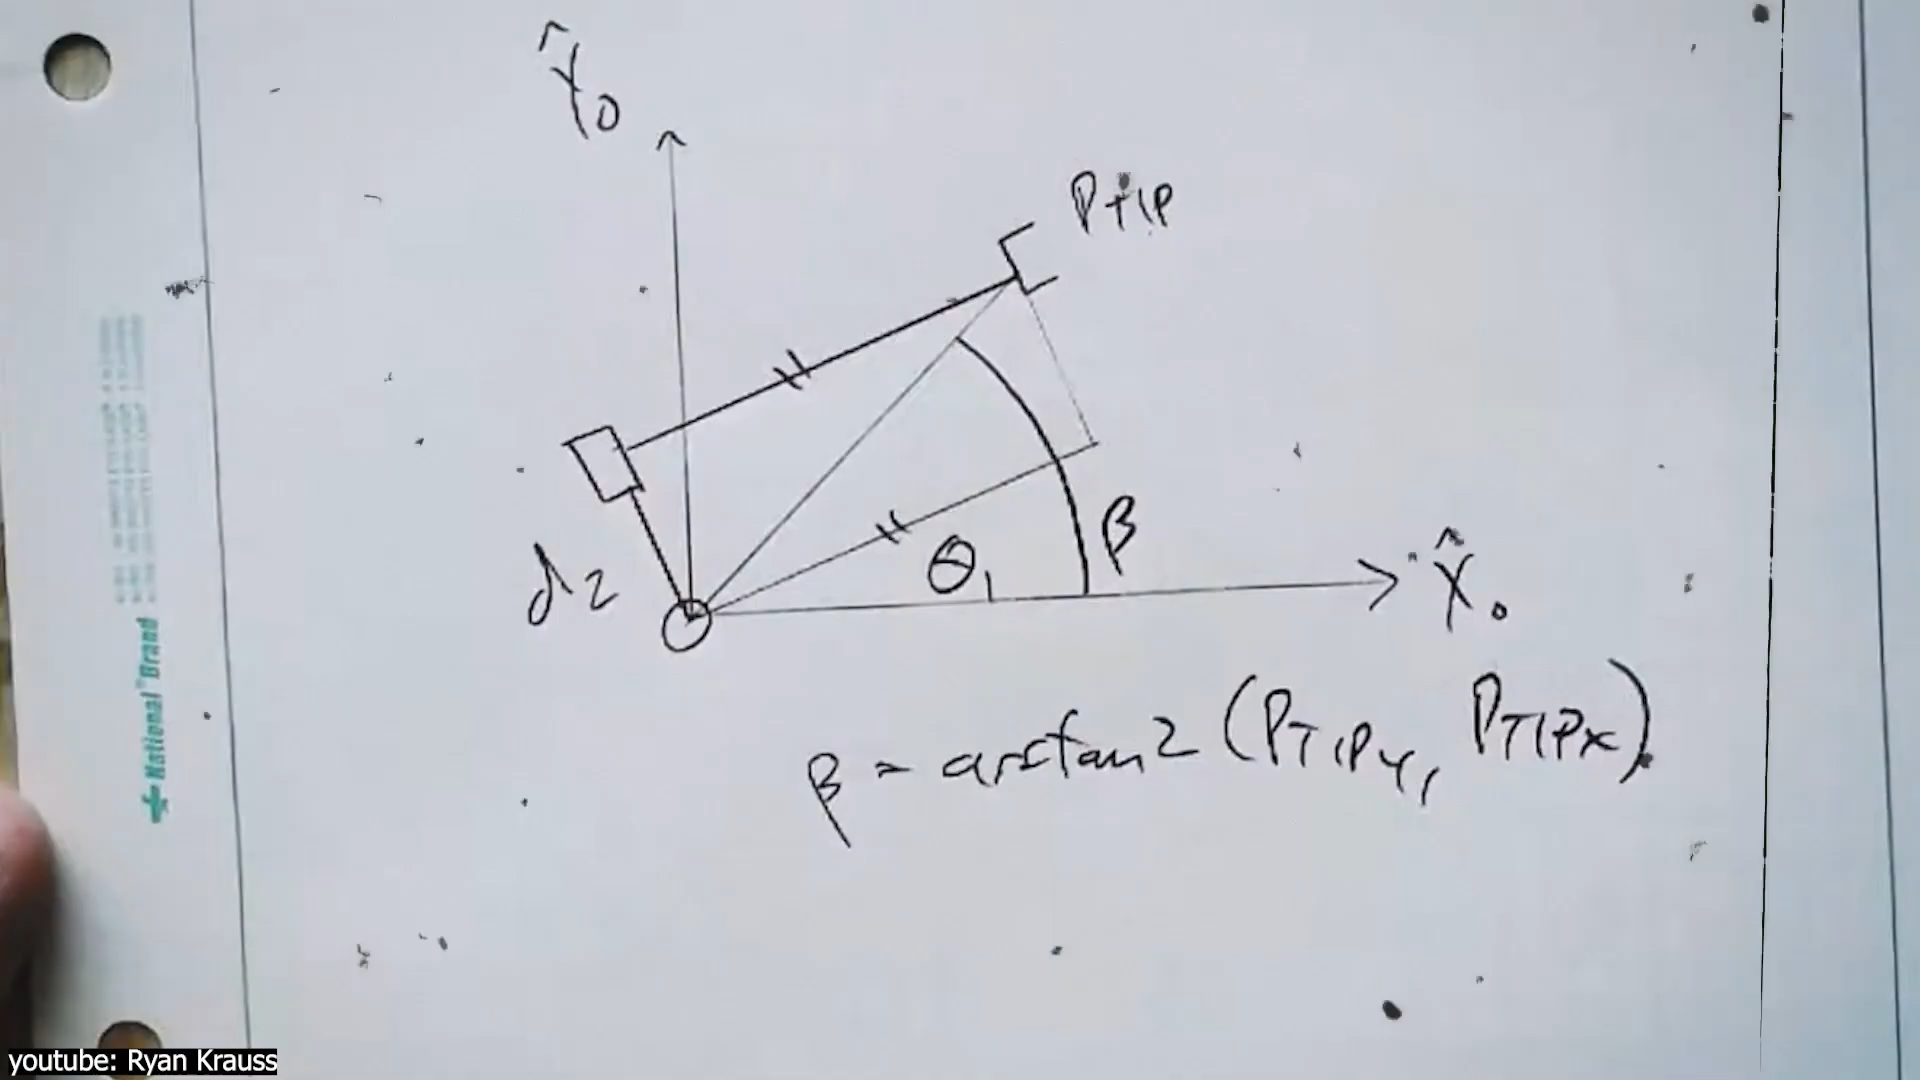 Ŷ0
PTIP
d2
θ1
β
X̂0
β = arctan2 (PTIPY, PTIPX)
National Brand
youtube: Ryan Krauss